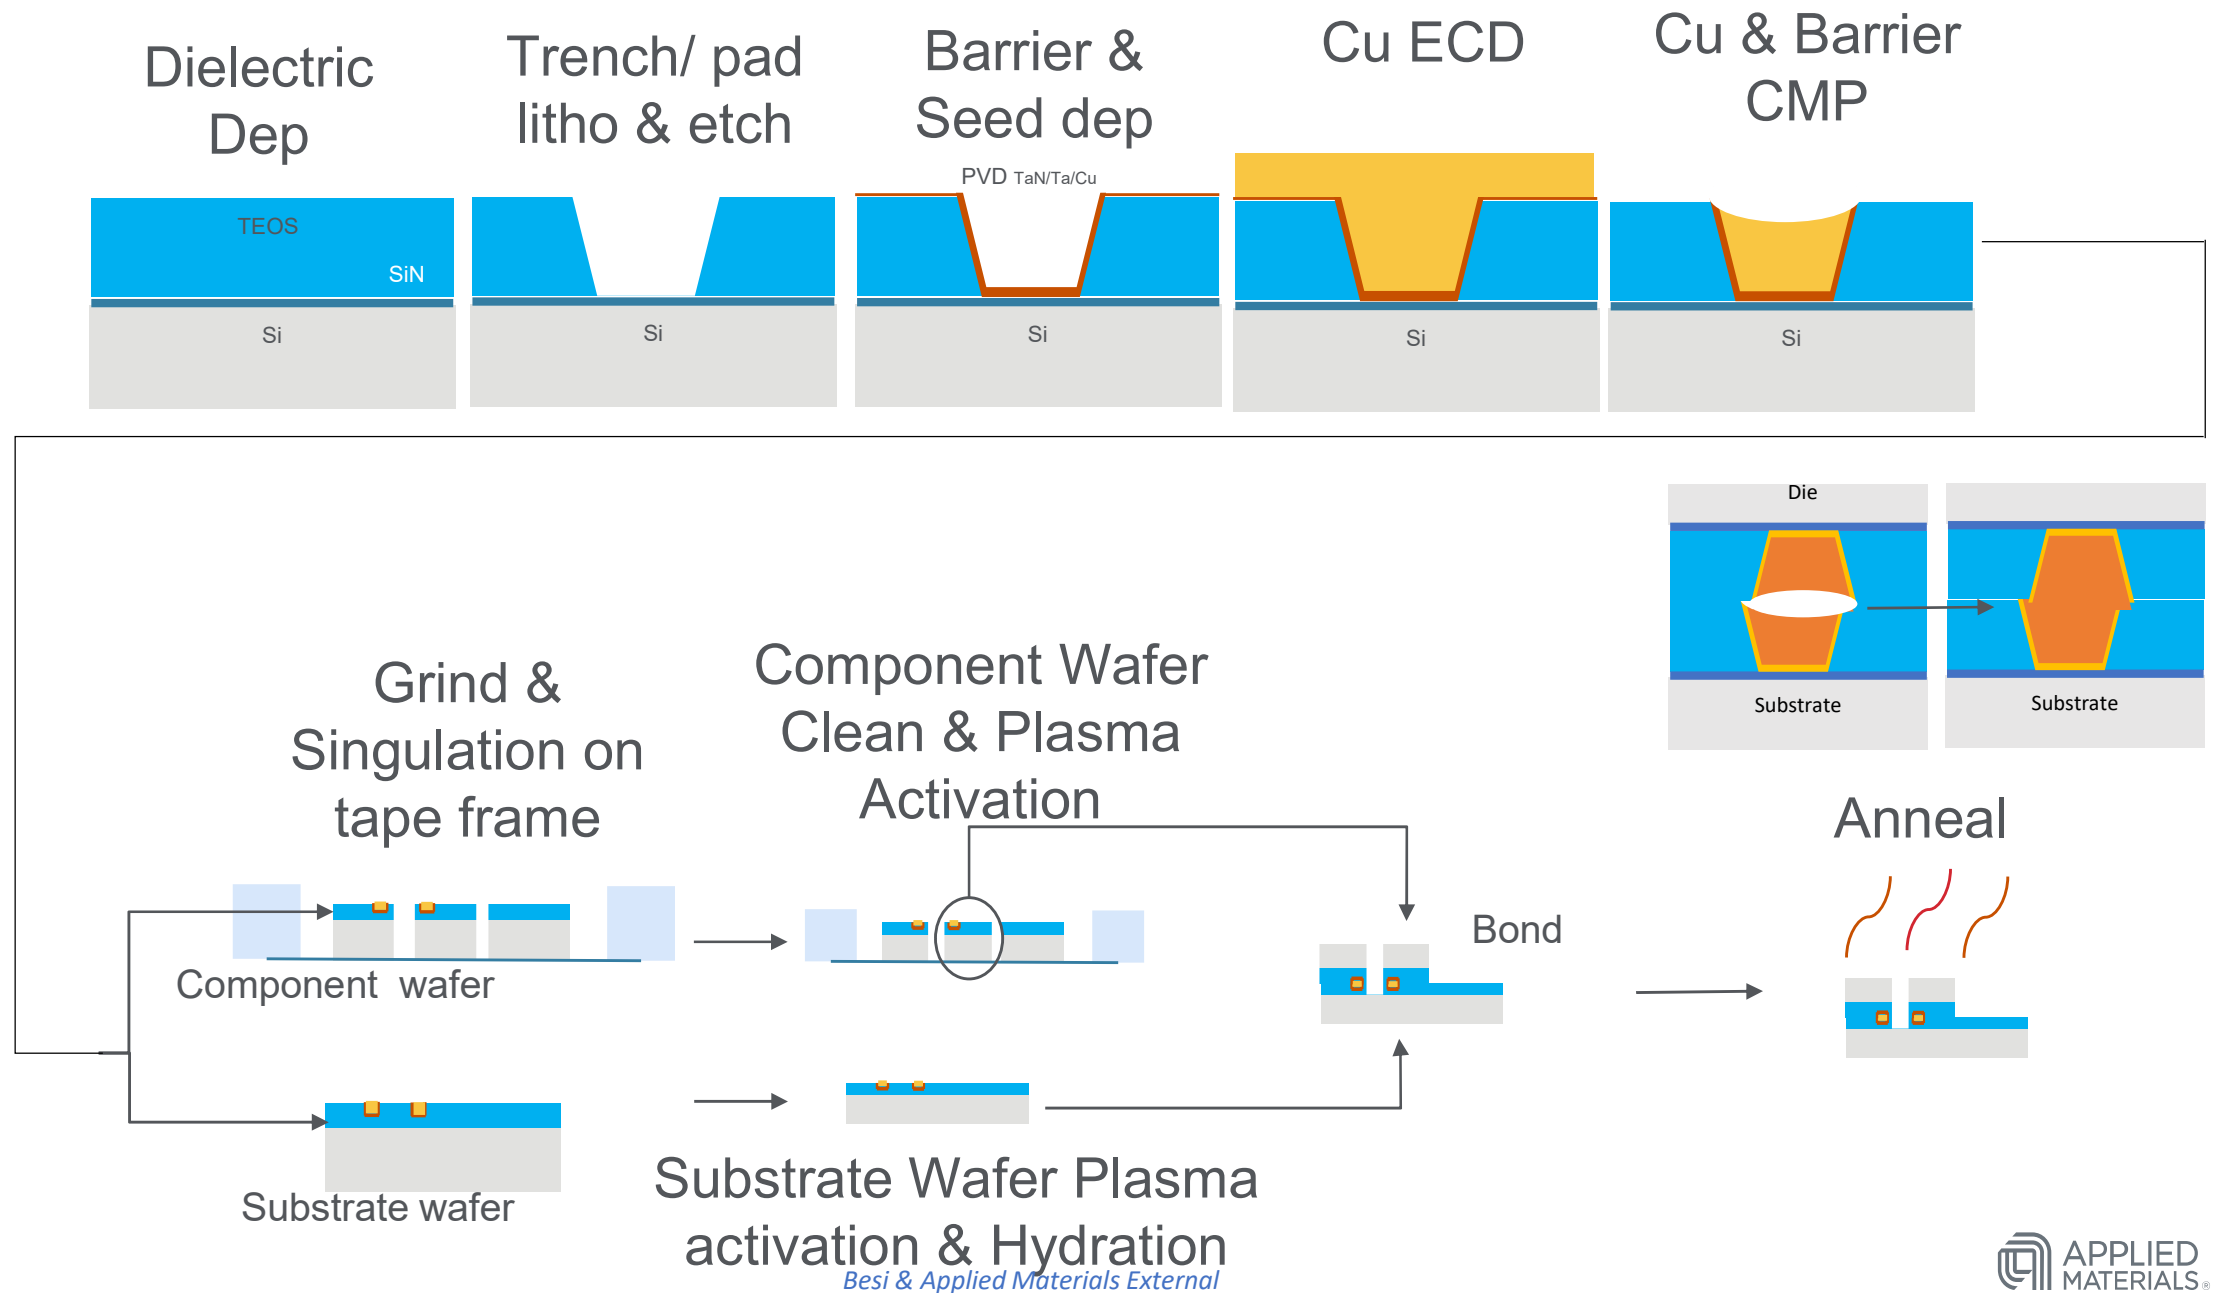 Dielectric
Dep
Trench/ pad
litho & etch
Barrier &
Seed dep
Cu ECD
Cu & Barrier
CMP
PVD TaN/Ta/Cu
TEOS
SiN
Si
Si
Si
Si
Si
Die
Substrate
Substrate
Grind &
Singulation on
tape frame
Component Wafer
Clean & Plasma
Activation
Anneal
Bond
Component wafer
Substrate wafer
Substrate Wafer Plasma
activation & Hydration
Besi & Applied Materials External
APPLIED
MATERIALS®